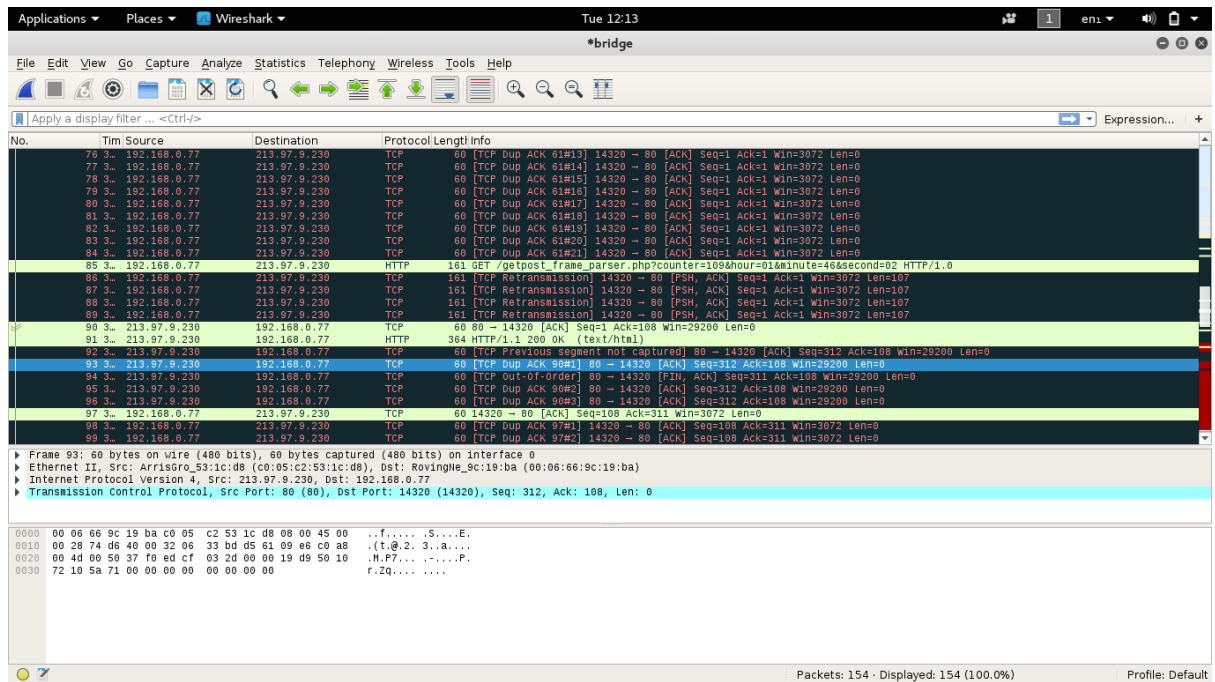 Applications Places Wireshark Tue 12:13 1 en1
*bridge
File Edit View Go Capture Analyze Statistics Telephony Wireless Tools Help
Apply a display filter ... <Ctrl-/> Expression... +
No. Tim Source Destination Protocol Lengtl Info
76 3... 192.168.0.77 213.97.9.230 TCP 60 [TCP Dup ACK 61#13] 14320 → 80 [ACK] Seq=1 Ack=1 Win=3072 Len=0
77 3... 192.168.0.77 213.97.9.230 TCP 60 [TCP Dup ACK 61#14] 14320 → 80 [ACK] Seq=1 Ack=1 Win=3072 Len=0
78 3... 192.168.0.77 213.97.9.230 TCP 60 [TCP Dup ACK 61#15] 14320 → 80 [ACK] Seq=1 Ack=1 Win=3072 Len=0
79 3... 192.168.0.77 213.97.9.230 TCP 60 [TCP Dup ACK 61#16] 14320 → 80 [ACK] Seq=1 Ack=1 Win=3072 Len=0
80 3... 192.168.0.77 213.97.9.230 TCP 60 [TCP Dup ACK 61#17] 14320 → 80 [ACK] Seq=1 Ack=1 Win=3072 Len=0
81 3... 192.168.0.77 213.97.9.230 TCP 60 [TCP Dup ACK 61#18] 14320 → 80 [ACK] Seq=1 Ack=1 Win=3072 Len=0
82 3... 192.168.0.77 213.97.9.230 TCP 60 [TCP Dup ACK 61#19] 14320 → 80 [ACK] Seq=1 Ack=1 Win=3072 Len=0
83 3... 192.168.0.77 213.97.9.230 TCP 60 [TCP Dup ACK 61#20] 14320 → 80 [ACK] Seq=1 Ack=1 Win=3072 Len=0
84 3... 192.168.0.77 213.97.9.230 TCP 60 [TCP Dup ACK 61#21] 14320 → 80 [ACK] Seq=1 Ack=1 Win=3072 Len=0
85 3... 192.168.0.77 213.97.9.230 HTTP 161 GET /getpost_frame_parser.php?counter=109&hour=01&minute=46&second=02 HTTP/1.0
86 3... 192.168.0.77 213.97.9.230 TCP 161 [TCP Retransmission] 14320 → 80 [PSH, ACK] Seq=1 Ack=1 Win=3072 Len=107
87 3... 192.168.0.77 213.97.9.230 TCP 161 [TCP Retransmission] 14320 → 80 [PSH, ACK] Seq=1 Ack=1 Win=3072 Len=107
88 3... 192.168.0.77 213.97.9.230 TCP 161 [TCP Retransmission] 14320 → 80 [PSH, ACK] Seq=1 Ack=1 Win=3072 Len=107
89 3... 192.168.0.77 213.97.9.230 TCP 161 [TCP Retransmission] 14320 → 80 [PSH, ACK] Seq=1 Ack=1 Win=3072 Len=107
90 3... 213.97.9.230 192.168.0.77 TCP 60 80 → 14320 [ACK] Seq=1 Ack=108 Win=29200 Len=0
91 3... 213.97.9.230 192.168.0.77 HTTP 364 HTTP/1.1 200 OK (text/html)
92 3... 213.97.9.230 192.168.0.77 TCP 60 [TCP Previous segment not captured] 80 → 14320 [ACK] Seq=312 Ack=108 Win=29200 Len=0
93 3... 213.97.9.230 192.168.0.77 TCP 60 [TCP Dup ACK 90#1] 80 → 14320 [ACK] Seq=312 Ack=108 Win=29200 Len=0
94 3... 213.97.9.230 192.168.0.77 TCP 60 [TCP Out-Of-Order] 80 → 14320 [FIN, ACK] Seq=311 Ack=108 Win=29200 Len=0
95 3... 213.97.9.230 192.168.0.77 TCP 60 [TCP Dup ACK 90#2] 80 → 14320 [ACK] Seq=312 Ack=108 Win=29200 Len=0
96 3... 213.97.9.230 192.168.0.77 TCP 60 [TCP Dup ACK 90#3] 80 → 14320 [ACK] Seq=312 Ack=108 Win=29200 Len=0
97 3... 192.168.0.77 213.97.9.230 TCP 60 14320 → 80 [ACK] Seq=108 Ack=311 Win=3072 Len=0
98 3... 192.168.0.77 213.97.9.230 TCP 60 [TCP Dup ACK 97#1] 14320 → 80 [ACK] Seq=108 Ack=311 Win=3072 Len=0
99 3... 192.168.0.77 213.97.9.230 TCP 60 [TCP Dup ACK 97#2] 14320 → 80 [ACK] Seq=108 Ack=311 Win=3072 Len=0
Frame 93: 60 bytes on wire (480 bits), 60 bytes captured (480 bits) on interface 0
Ethernet II, Src: ArrisGro_53:1c:d8 (c0:05:c2:53:1c:d8), Dst: RovingNe_9c:19:ba (00:06:66:9c:19:ba)
Internet Protocol Version 4, Src: 213.97.9.230, Dst: 192.168.0.77
Transmission Control Protocol, Src Port: 80 (80), Dst Port: 14320 (14320), Seq: 312, Ack: 108, Len: 0
0000 00 06 66 9c 19 ba c0 05 c2 53 1c d8 08 00 45 00 ..f..... .S....E.
0010 00 28 74 d6 40 00 32 06 33 bd d5 61 09 e6 c0 a8 .(t.@.2. 3..a....
0020 00 4d 00 50 37 f0 ed cf 03 2d 00 00 19 d9 50 10 .M.P7... .-....P.
0030 72 10 5a 71 00 00 00 00 00 00 00 00 r.Zq.... ....
Packets: 154 · Displayed: 154 (100.0%) Profile: Default